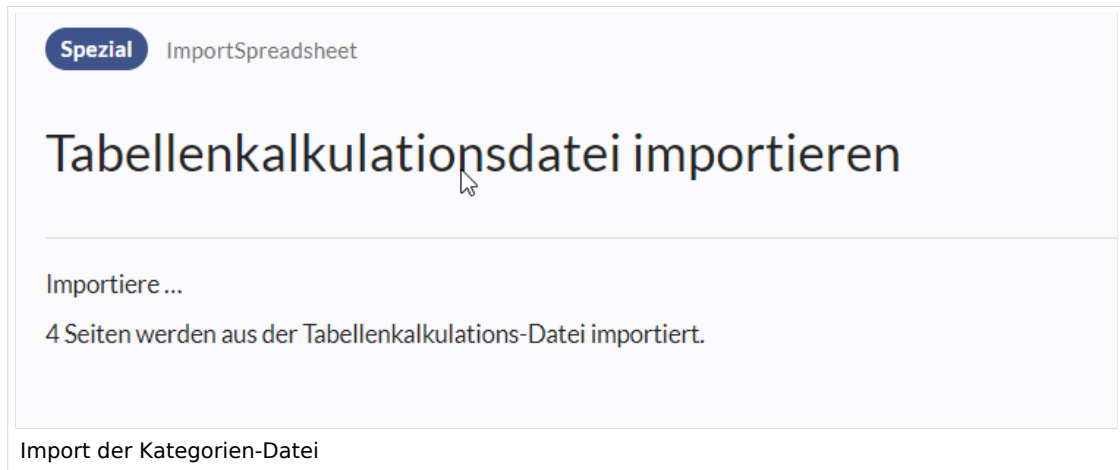 Spezial ImportSpreadsheet
Tabellenkalkulationsdatei importieren
Importiere ...
4 Seiten werden aus der Tabellenkalkulations-Datei importiert.
Import der Kategorien-Datei